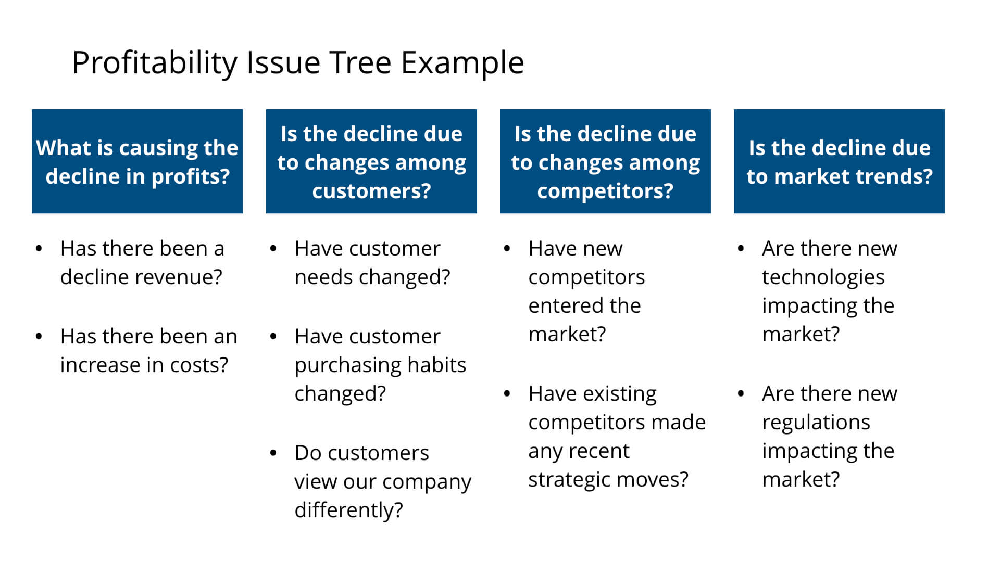 Profitability Issue Tree Example
What is causing the
decline in profits?
• Has there been a
decline revenue?
• Has there been an
increase in costs?
Is the decline due
to changes among
customers?
• Have customer
needs changed?
• Have customer
purchasing habits
changed?
• Do customers
view our company
differently?
Is the decline due
to changes among
competitors?
• Have new
competitors
entered the
market?
• Have existing
competitors made
any recent
strategic moves?
Is the decline due
to market trends?
• Are there new
technologies
impacting the
market?
• Are there new
regulations
impacting the
market?